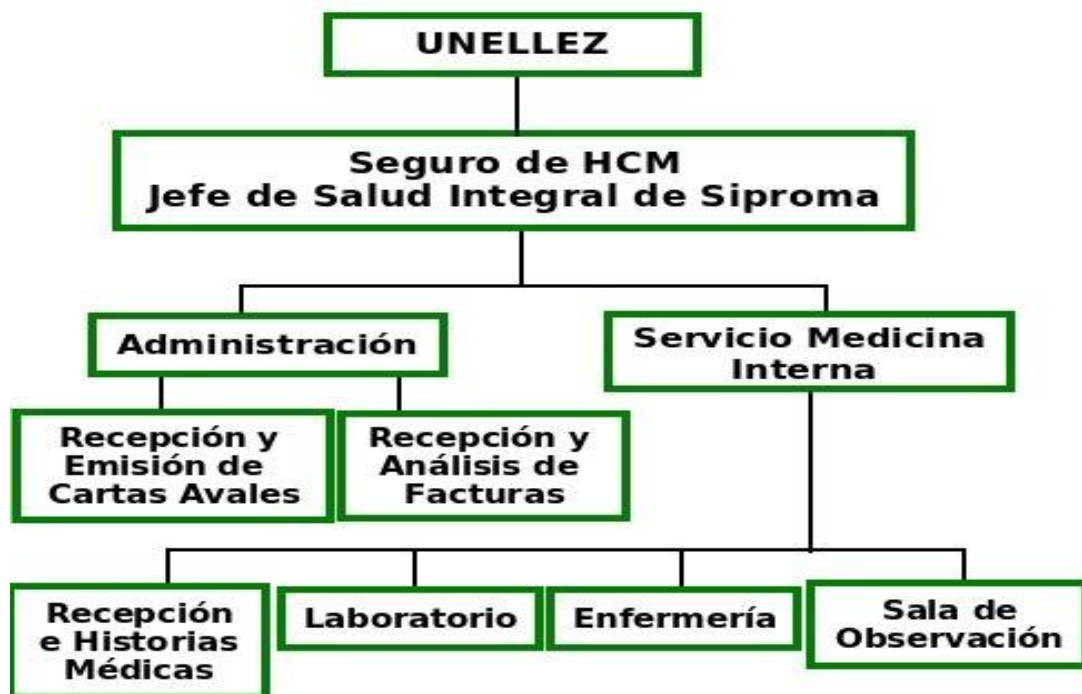 UNELLEZ
Seguro de HCM
Jefe de Salud Integral de Siproma
Administración
Servicio Medicina
Interna
Recepción y
Emisión de
Cartas Avales
Recepción y
Análisis de
Facturas
Recepción
e Historias
Médicas
Laboratorio
Enfermería
Sala de
Observación